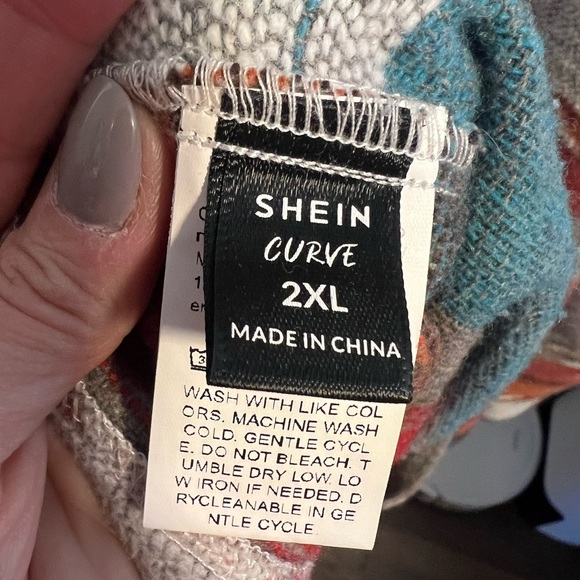 SHEIN
CURVE
2XL
MADE IN CHINA
WASH WITH LIKE COL
ORS. MACHINE WASH
COLD. GENTLE CYCL
E. DO NOT BLEACH. T
UMBLE DRY LOW. LO
W IRON IF NEEDED. D
RYCLEANABLE IN GE
NTLE CYCLE.